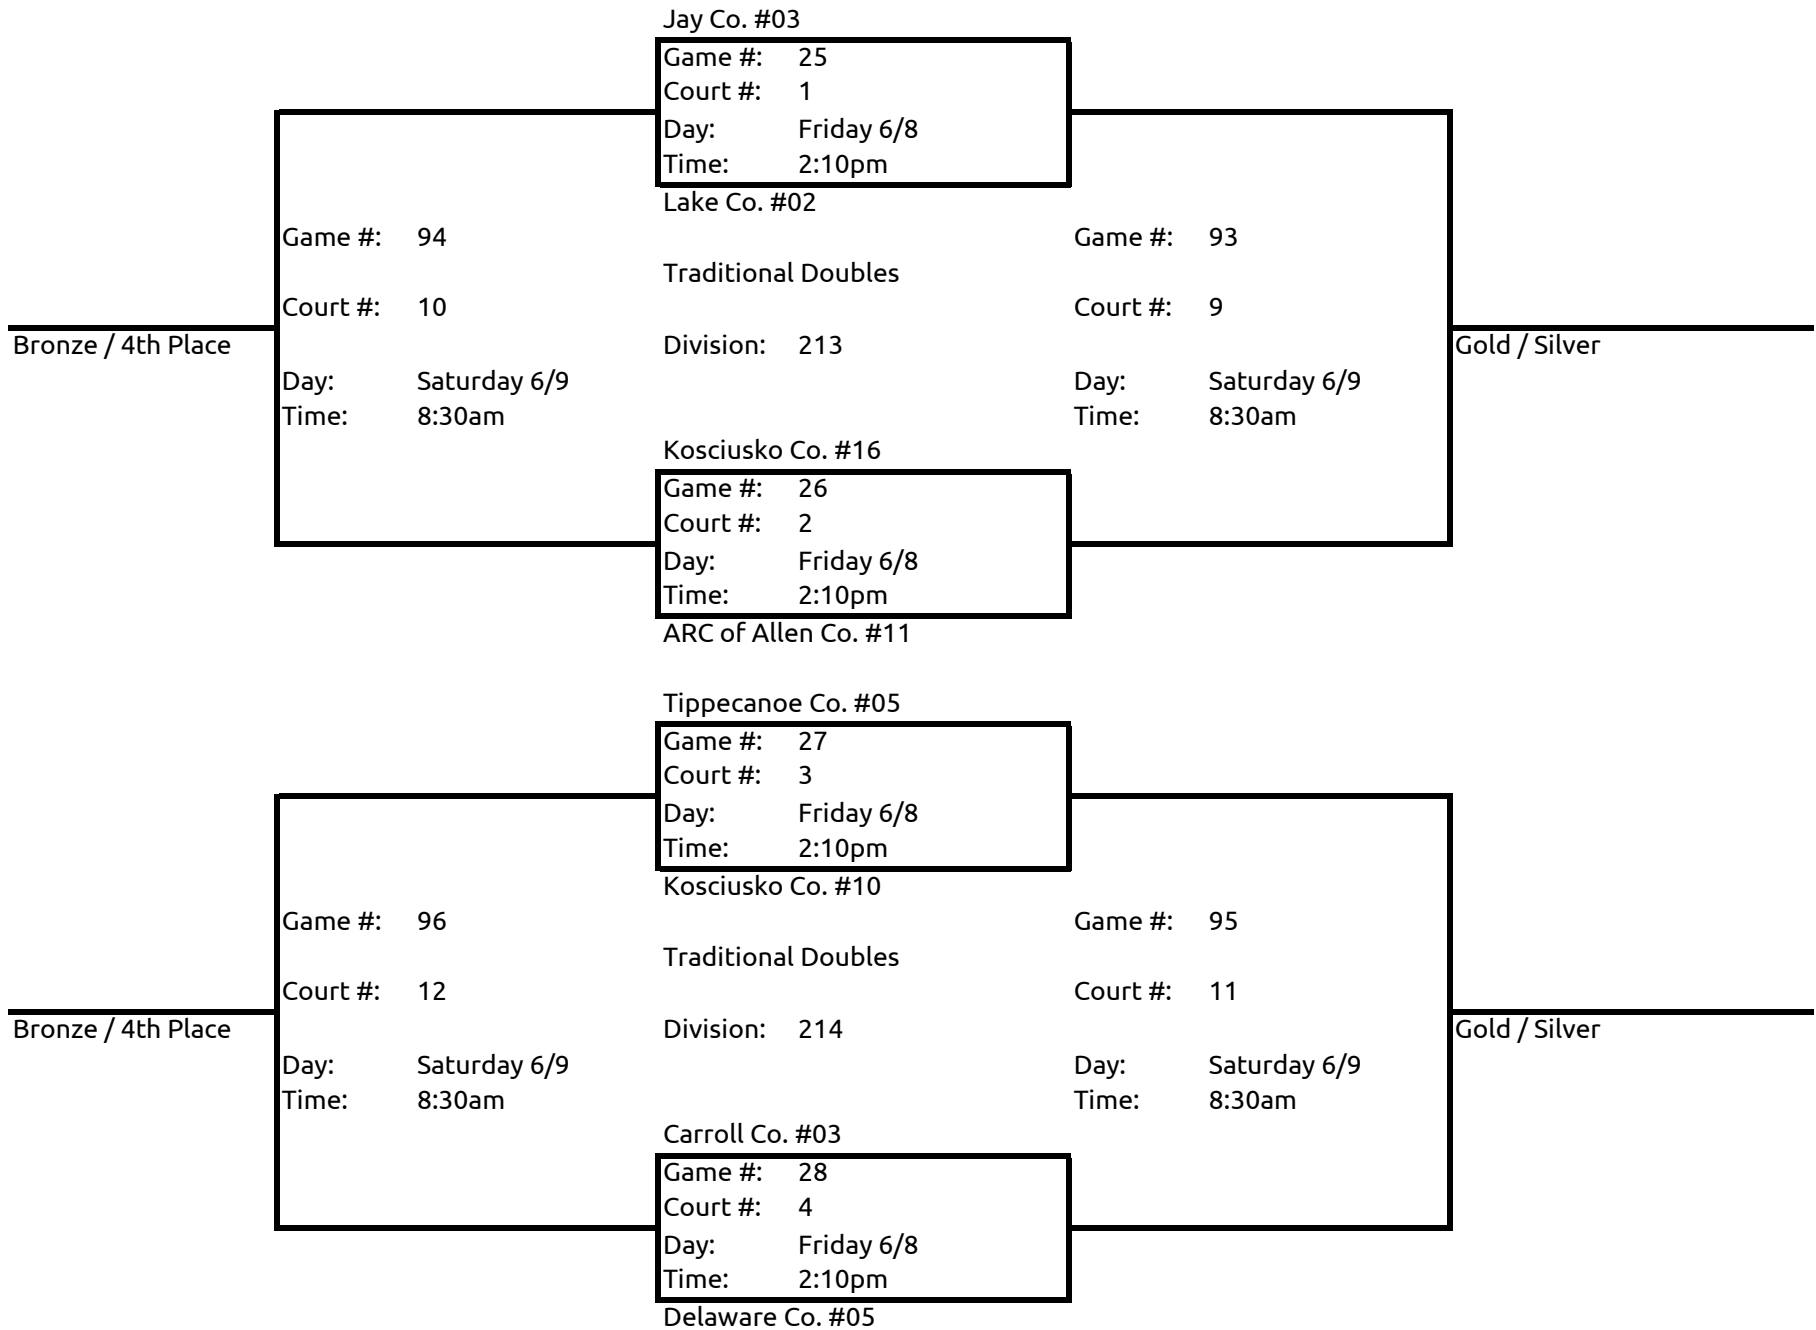 Jay Co. #03
Game #: 25
Court #: 1
Day: Friday 6/8
Time: 2:10pm
Lake Co. #02
Game #: 94
Game #: 93
Traditional Doubles
Court #: 10
Court #: 9
Bronze / 4th Place
Division: 213
Gold / Silver
Day: Saturday 6/9
Day: Saturday 6/9
Time: 8:30am
Time: 8:30am
Kosciusko Co. #16
Game #: 26
Court #: 2
Day: Friday 6/8
Time: 2:10pm
ARC of Allen Co. #11
Tippecanoe Co. #05
Game #: 27
Court #: 3
Day: Friday 6/8
Time: 2:10pm
Kosciusko Co. #10
Game #: 96
Game #: 95
Traditional Doubles
Court #: 12
Court #: 11
Bronze / 4th Place
Division: 214
Gold / Silver
Day: Saturday 6/9
Day: Saturday 6/9
Time: 8:30am
Time: 8:30am
Carroll Co. #03
Game #: 28
Court #: 4
Day: Friday 6/8
Time: 2:10pm
Delaware Co. #05